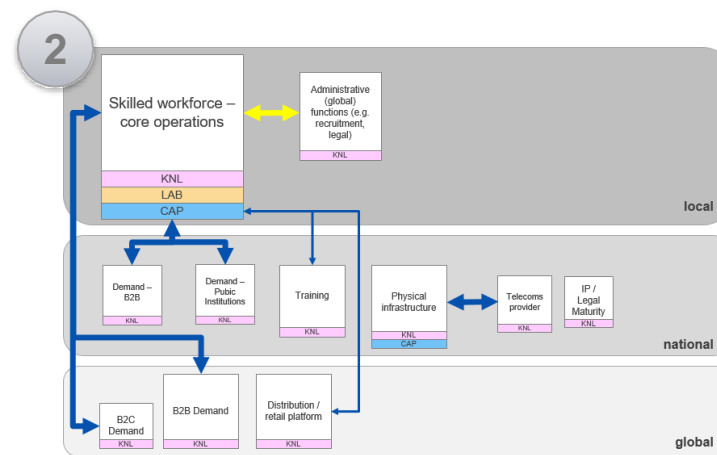 2
Skilled workforce –
core operations
KNL
LAB
CAP
Administrative
(global)
functions (e.g.
recruitment,
legal)
KNL
local
Demand –
B2B
KNL
Demand –
Pubic
Institutions
KNL
Training
KNL
Physical
infrastructure
KNL
CAP
Telecoms
provider
KNL
IP /
Legal
Maturity
KNL
national
B2C
Demand
KNL
B2B Demand
KNL
Distribution /
retail platform
KNL
global